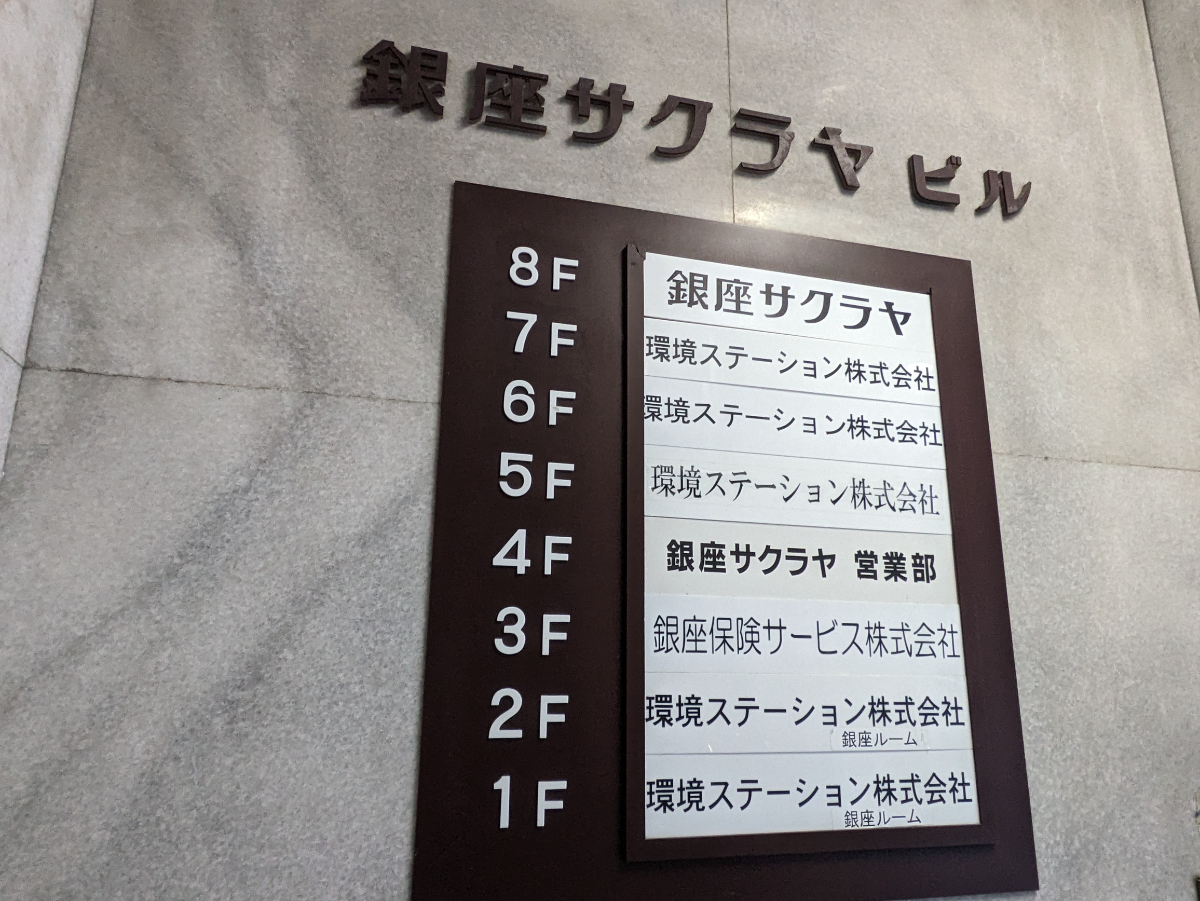 銀座サクラヤ ビル
8F 銀座サクラヤ
7F 環境ステーション株式会社
6F 環境ステーション株式会社
5F 環境ステーション株式会社
4F 銀座サクラヤ 営業部
3F 銀座保険サービス株式会社
2F 環境ステーション株式会社
銀座ルーム
1F 環境ステーション株式会社
銀座ルーム